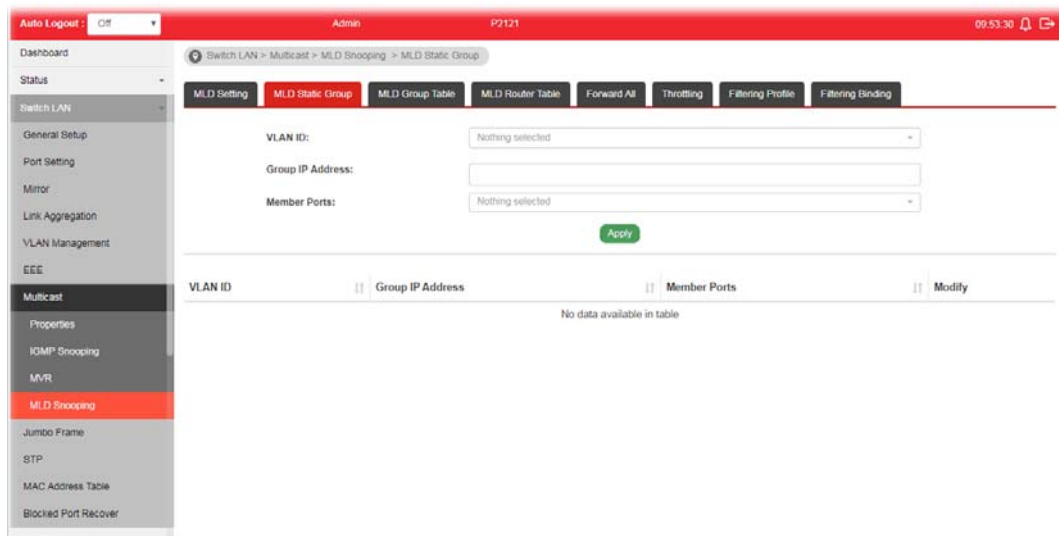 Auto Logout : Off Admin P2121 09:53:30
Dashboard
Status
Switch LAN
General Setup
Port Setting
Mirror
Link Aggregation
VLAN Management
EEE
Multicast
Properties
IGMP Snooping
MVR
MLD Snooping
Jumbo Frame
STP
MAC Address Table
Blocked Port Recover
Switch LAN > Multicast > MLD Snooping > MLD Static Group
MLD Setting MLD Static Group MLD Group Table MLD Router Table Forward All Throttling Filtering Profile Filtering Binding
VLAN ID: Nothing selected
Group IP Address:
Member Ports: Nothing selected
Apply
VLAN ID Group IP Address Member Ports Modify
No data available in table